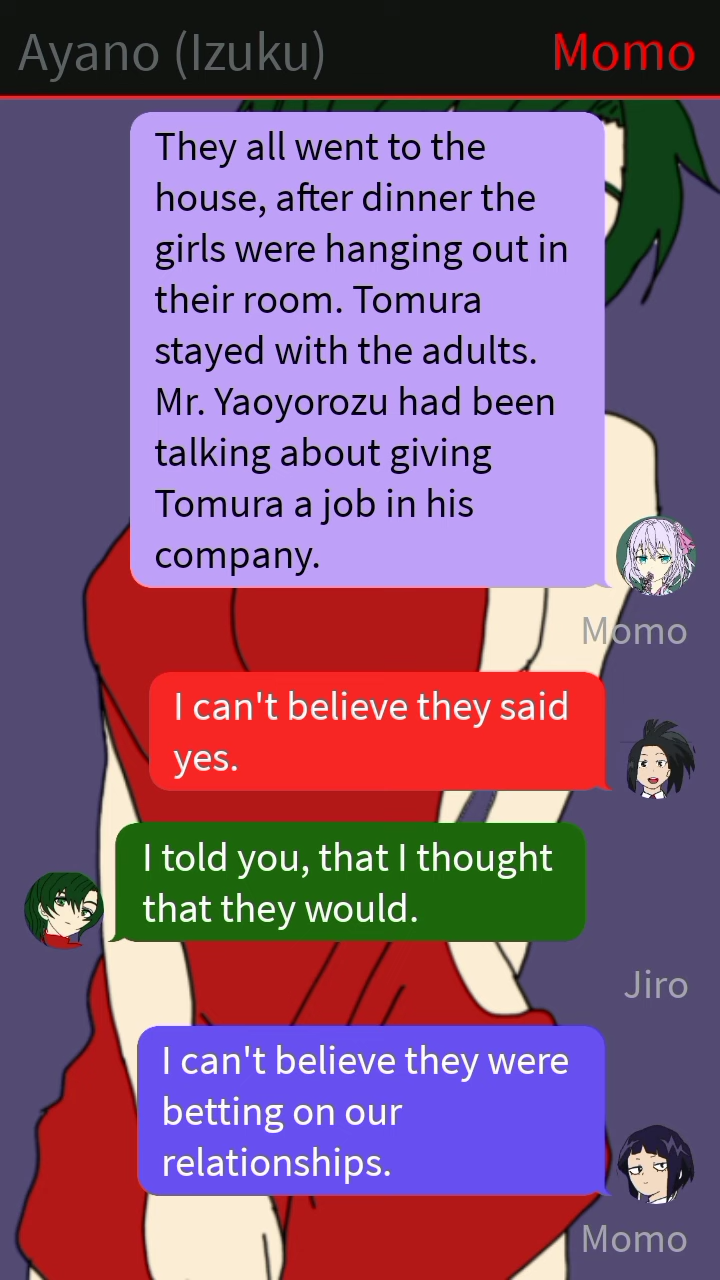 Ayano (Izuku) Momo
They all went to the
house, after dinner the
girls were hanging out in
their room. Tomura
stayed with the adults.
Mr. Yaoyorozu had been
talking about giving
Tomura a job in his
company.
Momo
I can't believe they said
yes.
I told you, that I thought
that they would.
Jiro
I can't believe they were
betting on our
relationships.
Momo